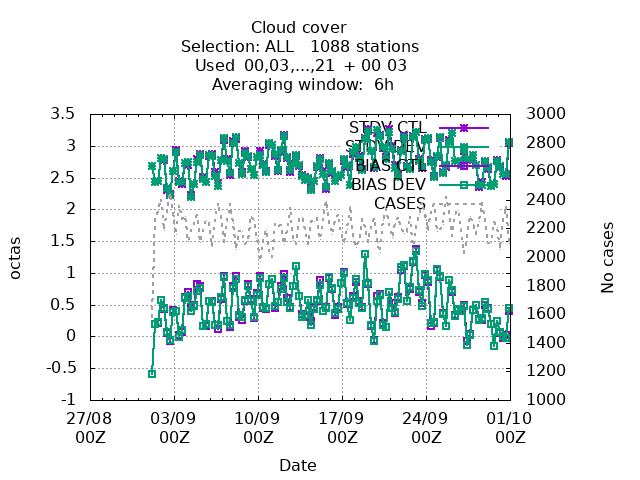 Cloud cover
Selection: ALL 1088 stations
Used 00,03,...,21 + 00 03
Averaging window: 6h
3.5
3
2.5
2
1.5
1
0.5
0
-0.5
-1
octas
3000
2800
2600
2400
2200
2000
1800
1600
1400
1200
1000
No cases
STDV CTL
STDV DEV
BIAS CTL
BIAS DEV
CASES
27/08 03/09 10/09 17/09 24/09 01/10
00Z 00Z 00Z 00Z 00Z 00Z
Date